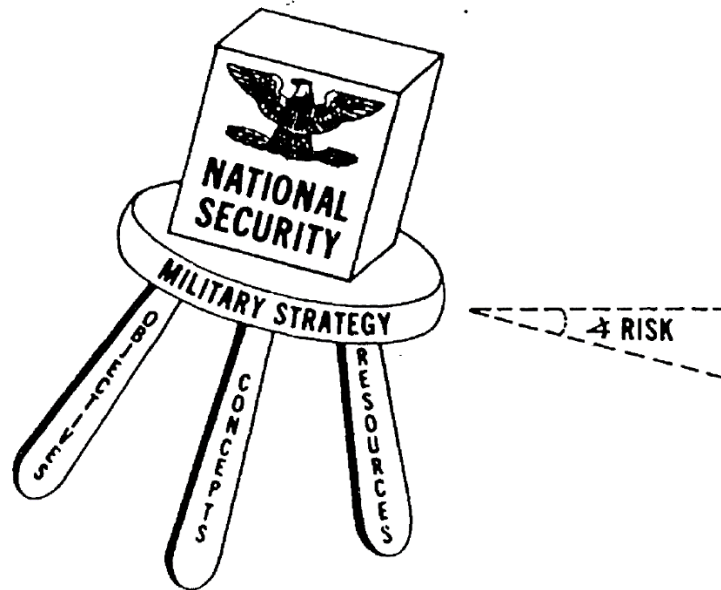 NATIONAL
SECURITY
MILITARY STRATEGY
OBJECTIVES
CONCEPTS
RESOURCES
∡ RISK